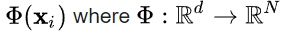 Φ(𝐱ᵢ) where Φ : ℝᵈ → ℝᴺ